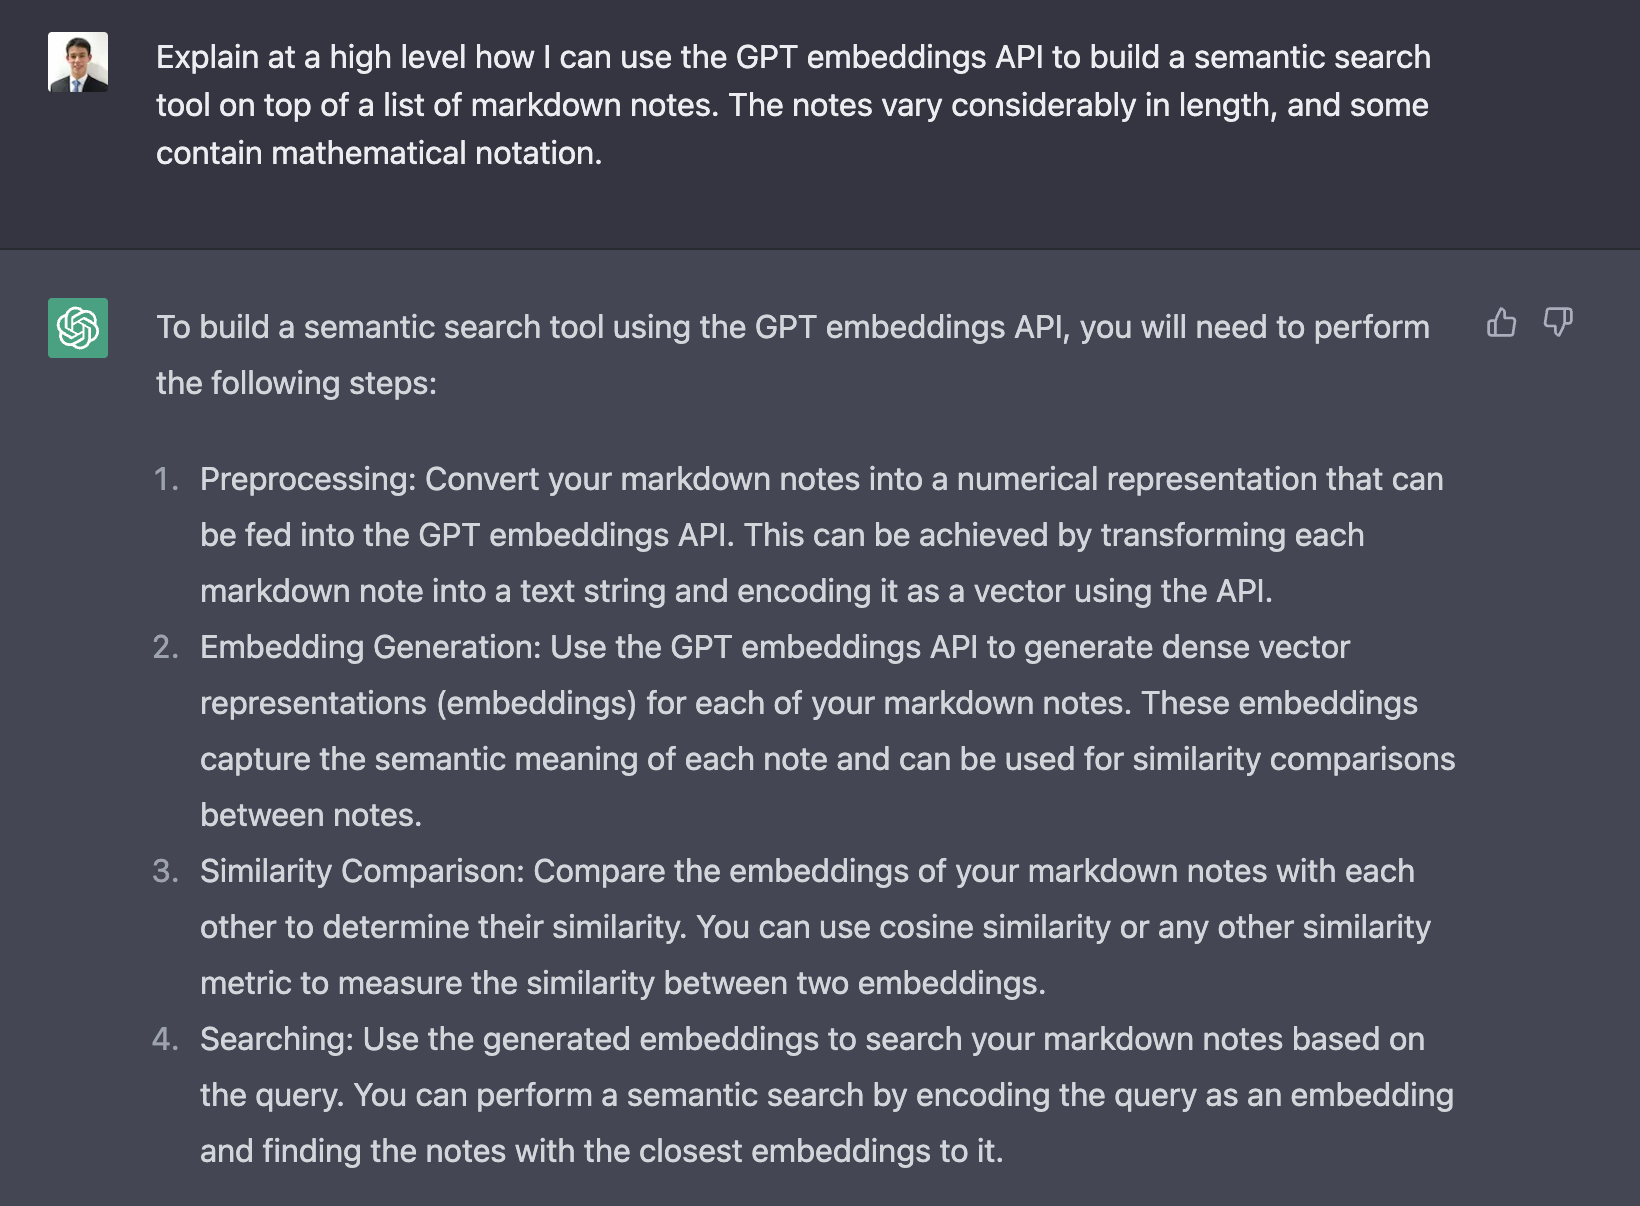 Explain at a high level how I can use the GPT embeddings API to build a semantic search
tool on top of a list of markdown notes. The notes vary considerably in length, and some
contain mathematical notation.
To build a semantic search tool using the GPT embeddings API, you will need to perform
the following steps:
1. Preprocessing: Convert your markdown notes into a numerical representation that can
be fed into the GPT embeddings API. This can be achieved by transforming each
markdown note into a text string and encoding it as a vector using the API.
2. Embedding Generation: Use the GPT embeddings API to generate dense vector
representations (embeddings) for each of your markdown notes. These embeddings
capture the semantic meaning of each note and can be used for similarity comparisons
between notes.
3. Similarity Comparison: Compare the embeddings of your markdown notes with each
other to determine their similarity. You can use cosine similarity or any other similarity
metric to measure the similarity between two embeddings.
4. Searching: Use the generated embeddings to search your markdown notes based on
the query. You can perform a semantic search by encoding the query as an embedding
and finding the notes with the closest embeddings to it.